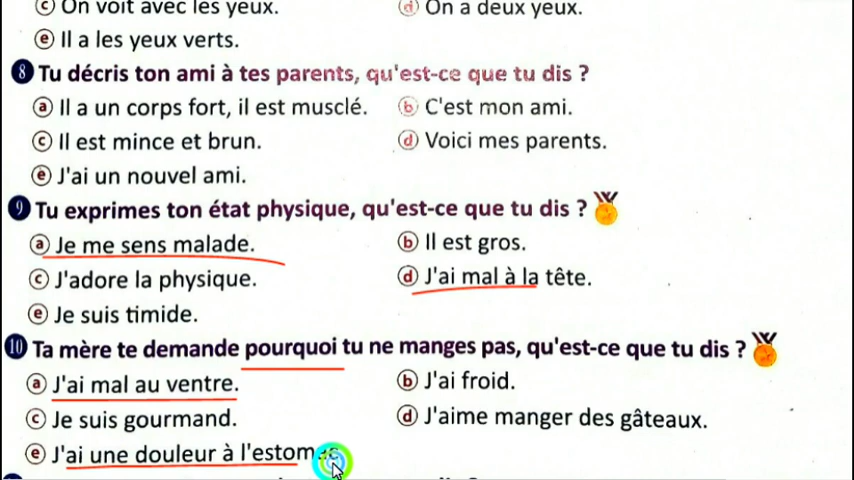 ⓒ On voit avec les yeux. ⓓ On a deux yeux.
ⓔ Il a les yeux verts.
8 Tu décris ton ami à tes parents, qu'est-ce que tu dis ?
ⓐ Il a un corps fort, il est musclé. ⓑ C'est mon ami.
ⓒ Il est mince et brun. ⓓ Voici mes parents.
ⓔ J'ai un nouvel ami.
9 Tu exprimes ton état physique, qu'est-ce que tu dis ?
ⓐ Je me sens malade. ⓑ Il est gros.
ⓒ J'adore la physique. ⓓ J'ai mal à la tête.
ⓔ Je suis timide.
10 Ta mère te demande pourquoi tu ne manges pas, qu'est-ce que tu dis ?
ⓐ J'ai mal au ventre. ⓑ J'ai froid.
ⓒ Je suis gourmand. ⓓ J'aime manger des gâteaux.
ⓔ J'ai une douleur à l'estomac